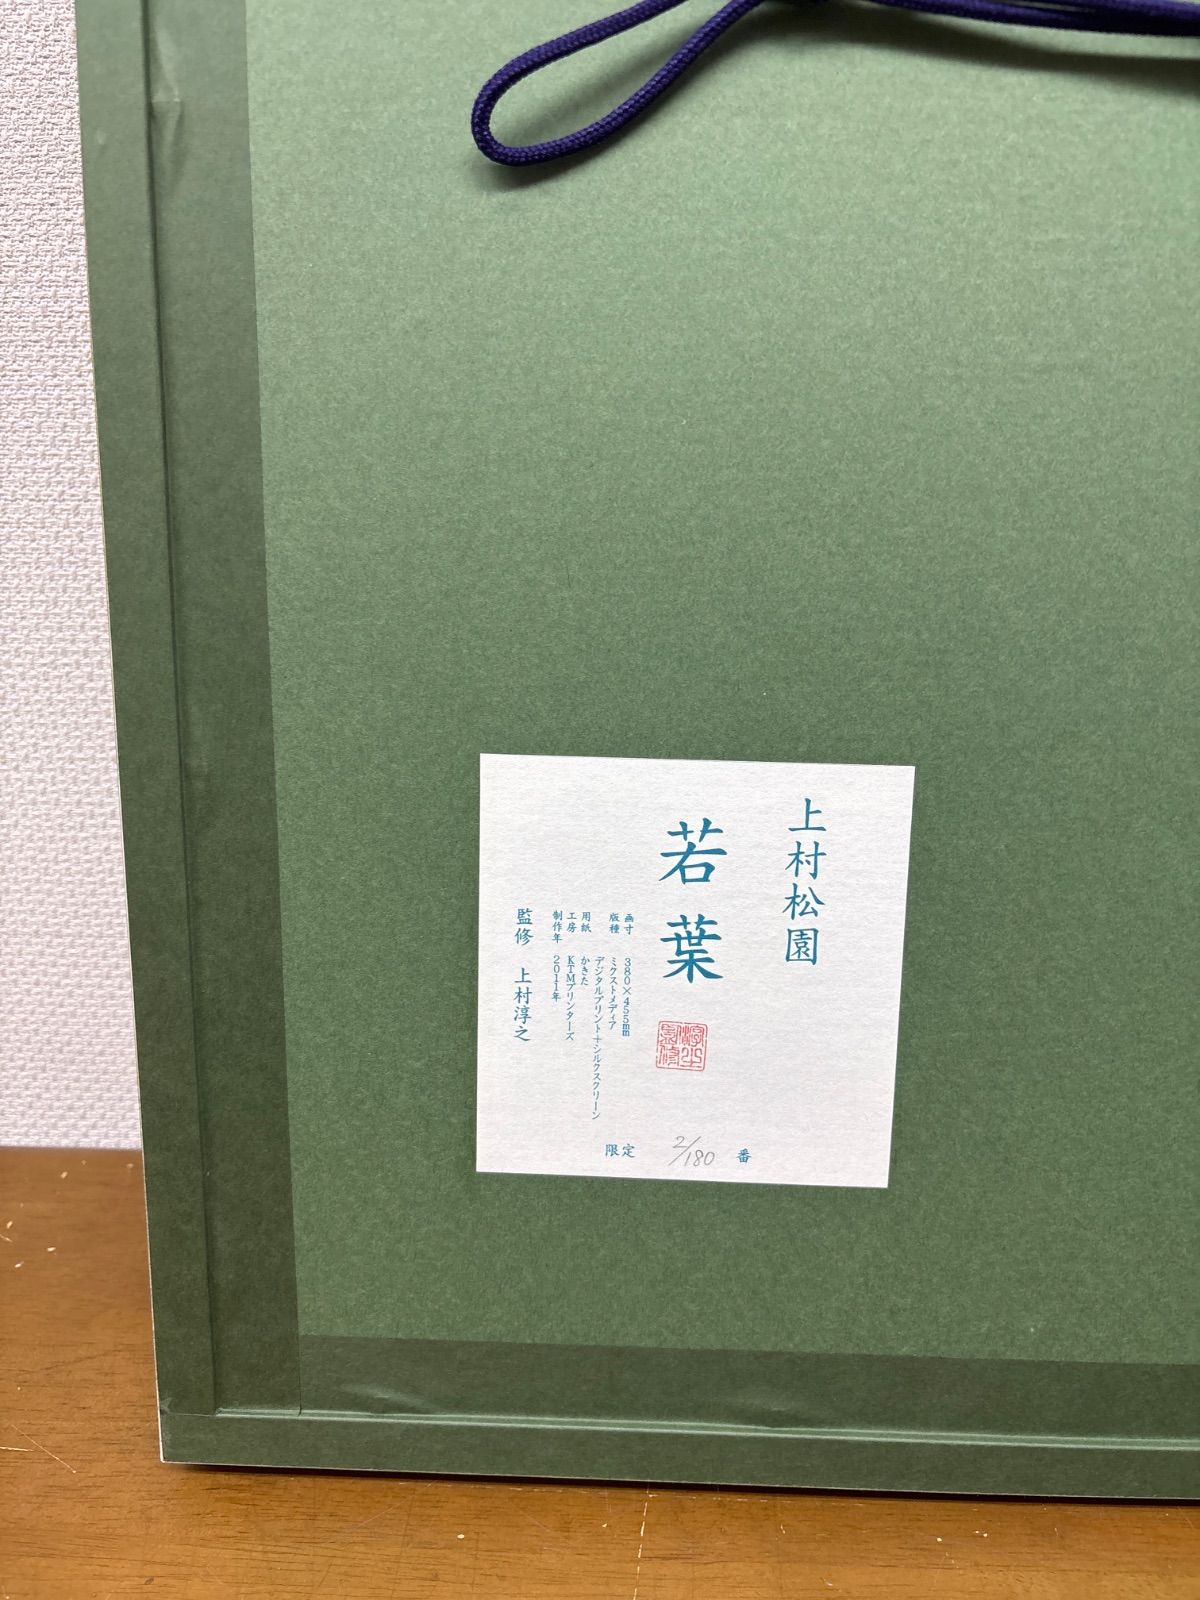 上村松園
若葉
画寸 380×455mm
版種 ミクストメディア
デジタルプリント+シルクスクリーン
用紙 かきた
工房 KTMプリンターズ
制作年 2011年
監修 上村淳之
限定 2/180 番